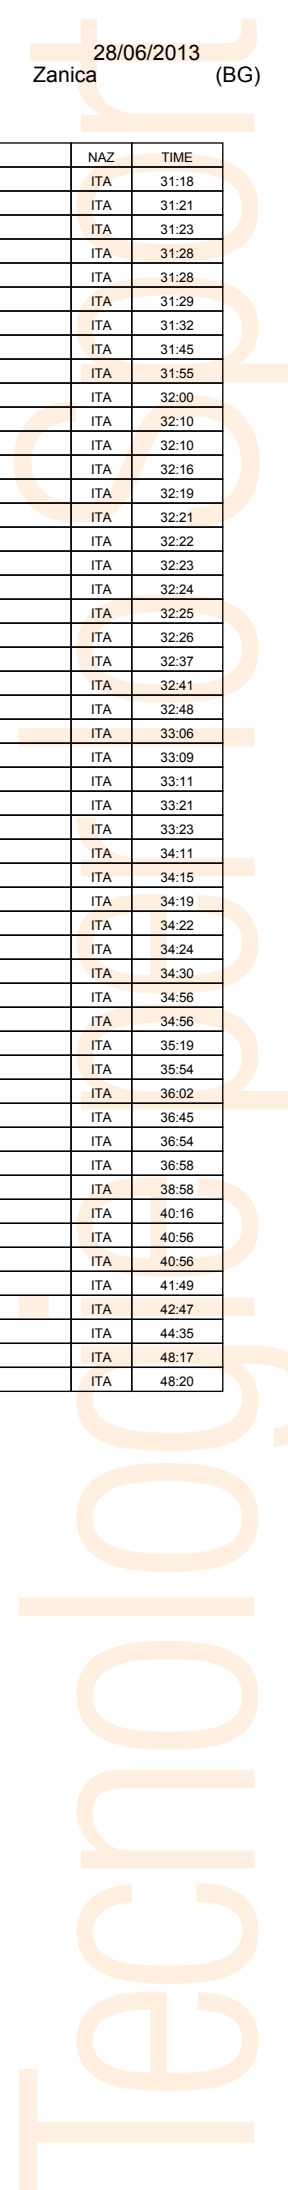 28/06/2013
Zanica (BG)
NAZ TIME
ITA 31:18
ITA 31:21
ITA 31:23
ITA 31:28
ITA 31:28
ITA 31:29
ITA 31:32
ITA 31:45
ITA 31:55
ITA 32:00
ITA 32:10
ITA 32:10
ITA 32:16
ITA 32:19
ITA 32:21
ITA 32:22
ITA 32:23
ITA 32:24
ITA 32:25
ITA 32:26
ITA 32:37
ITA 32:41
ITA 32:48
ITA 33:06
ITA 33:09
ITA 33:11
ITA 33:21
ITA 33:23
ITA 34:11
ITA 34:15
ITA 34:19
ITA 34:22
ITA 34:24
ITA 34:30
ITA 34:56
ITA 34:56
ITA 35:19
ITA 35:54
ITA 36:02
ITA 36:45
ITA 36:54
ITA 36:58
ITA 38:58
ITA 40:16
ITA 40:56
ITA 40:56
ITA 41:49
ITA 42:47
ITA 44:35
ITA 48:17
ITA 48:20
Tecnologie per lo Sport